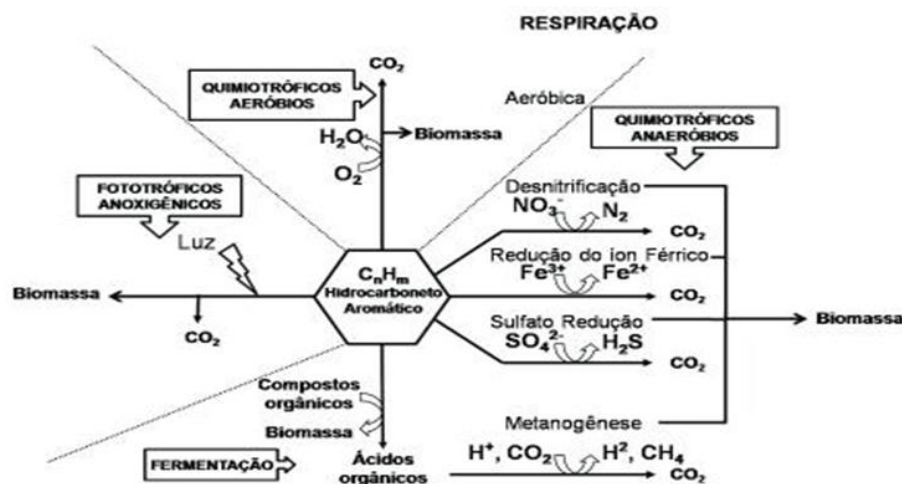 RESPIRAÇÃO
CO₂
QUIMIOTRÓFICOS
AERÓBIOS
Aeróbica
H₂O
Biomassa
O₂
QUIMIOTRÓFICOS
ANAERÓBIOS
FOTOTRÓFICOS
ANOXIGÊNICOS
Luz
Desnitrificação
NO₃⁻ N₂
CO₂
Redução do íon Férrico
Fe³⁺ Fe²⁺
CO₂
CₙHₘ
Hidrocarboneto
Aromático
Biomassa
CO₂
Sulfato Redução
SO₄²⁻ H₂S
CO₂
Biomassa
Compostos
orgânicos
Biomassa
Metanogênese
FERMENTAÇÃO
Ácidos
orgânicos
H⁺, CO₂ H², CH₄
CO₂